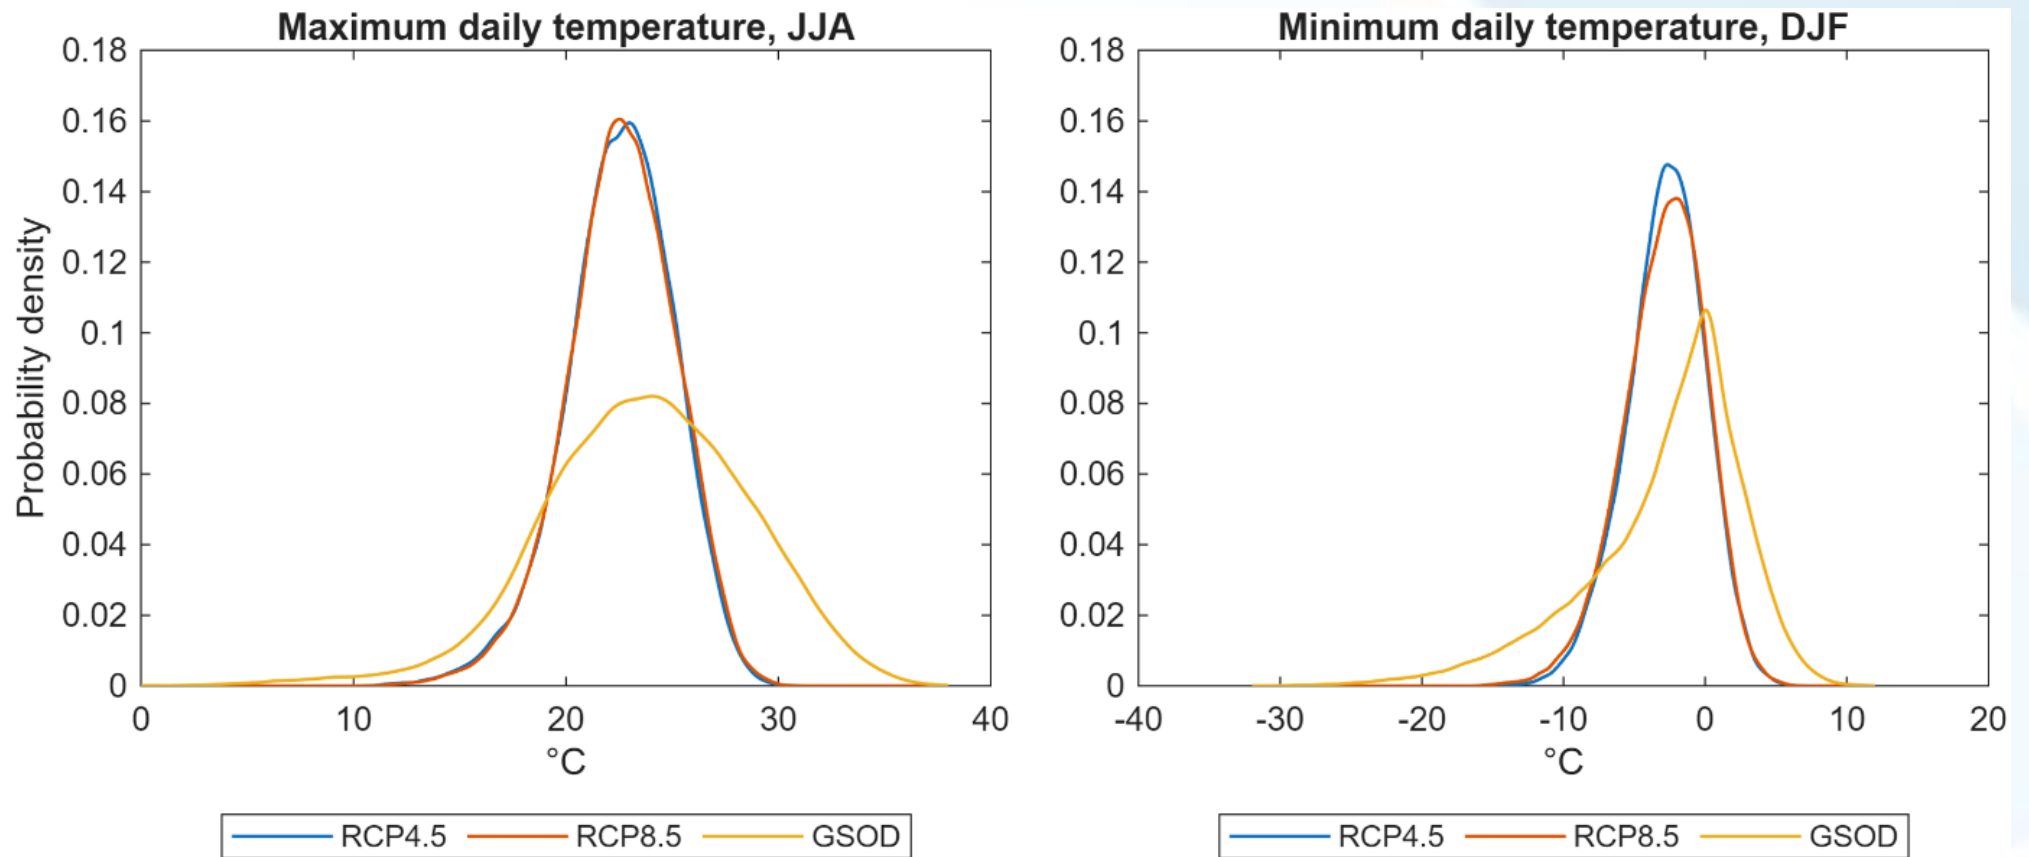 Maximum daily temperature, JJA
Probability density
0.18
0.16
0.14
0.12
0.1
0.08
0.06
0.04
0.02
0
0 10 20 30 40
°C
RCP4.5 RCP8.5 GSOD
Minimum daily temperature, DJF
0.18
0.16
0.14
0.12
0.1
0.08
0.06
0.04
0.02
0
-40 -30 -20 -10 0 10 20
°C
RCP4.5 RCP8.5 GSOD